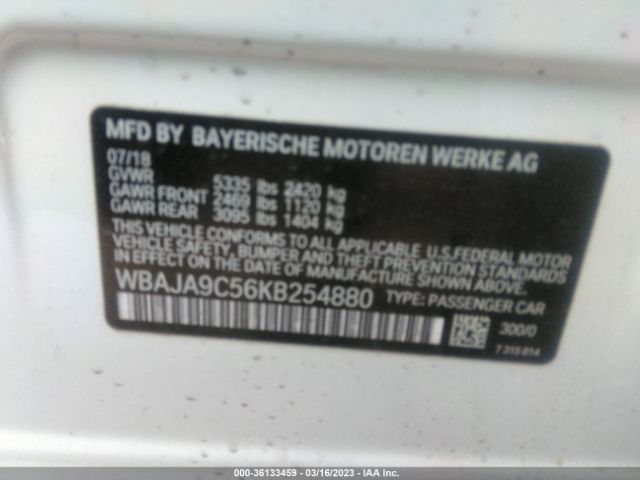 MFD BY BAYERISCHE MOTOREN WERKE AG
07/18
GVWR 5335 lbs 2420 kg
GAWR FRONT 2469 lbs 1120 kg
GAWR REAR 3095 lbs 1404 kg
THIS VEHICLE CONFORMS TO ALL APPLICABLE U.S.FEDERAL MOTOR
VEHICLE SAFETY, BUMPER AND THEFT PREVENTION STANDARDS
IN EFFECT ON THE DATE OF MANUFACTURE SHOWN ABOVE.
WBAJA9C56KB254880 TYPE: PASSENGER CAR
300/0
7 315 814
000-36133459 - 03/16/2023 - IAA Inc.